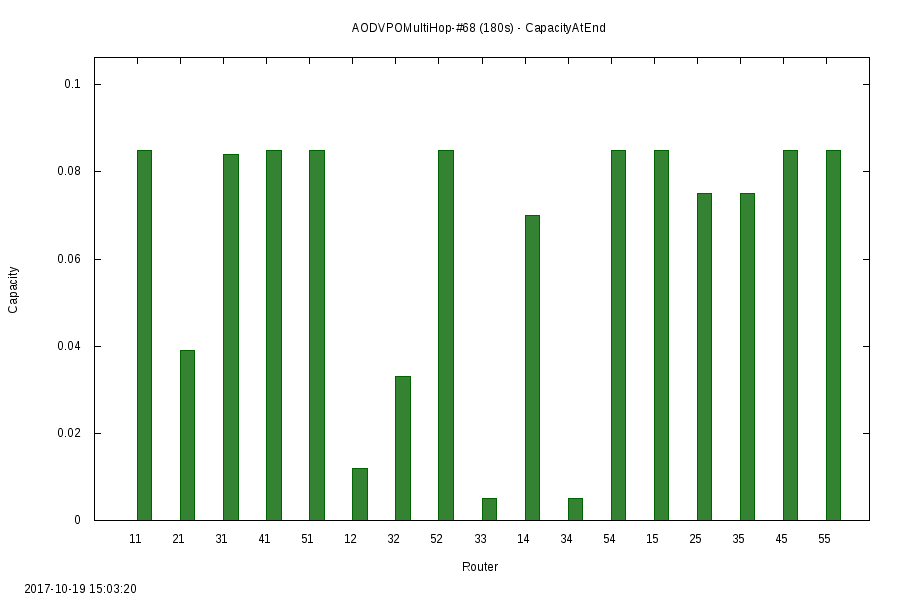 AODVPOMultiHop-#68 (180s) - CapacityAtEnd
0.1
0.08
0.06
0.04
0.02
0
Capacity
11 21 31 41 51 12 32 52 33 14 34 54 15 25 35 45 55
Router
2017-10-19 15:03:20